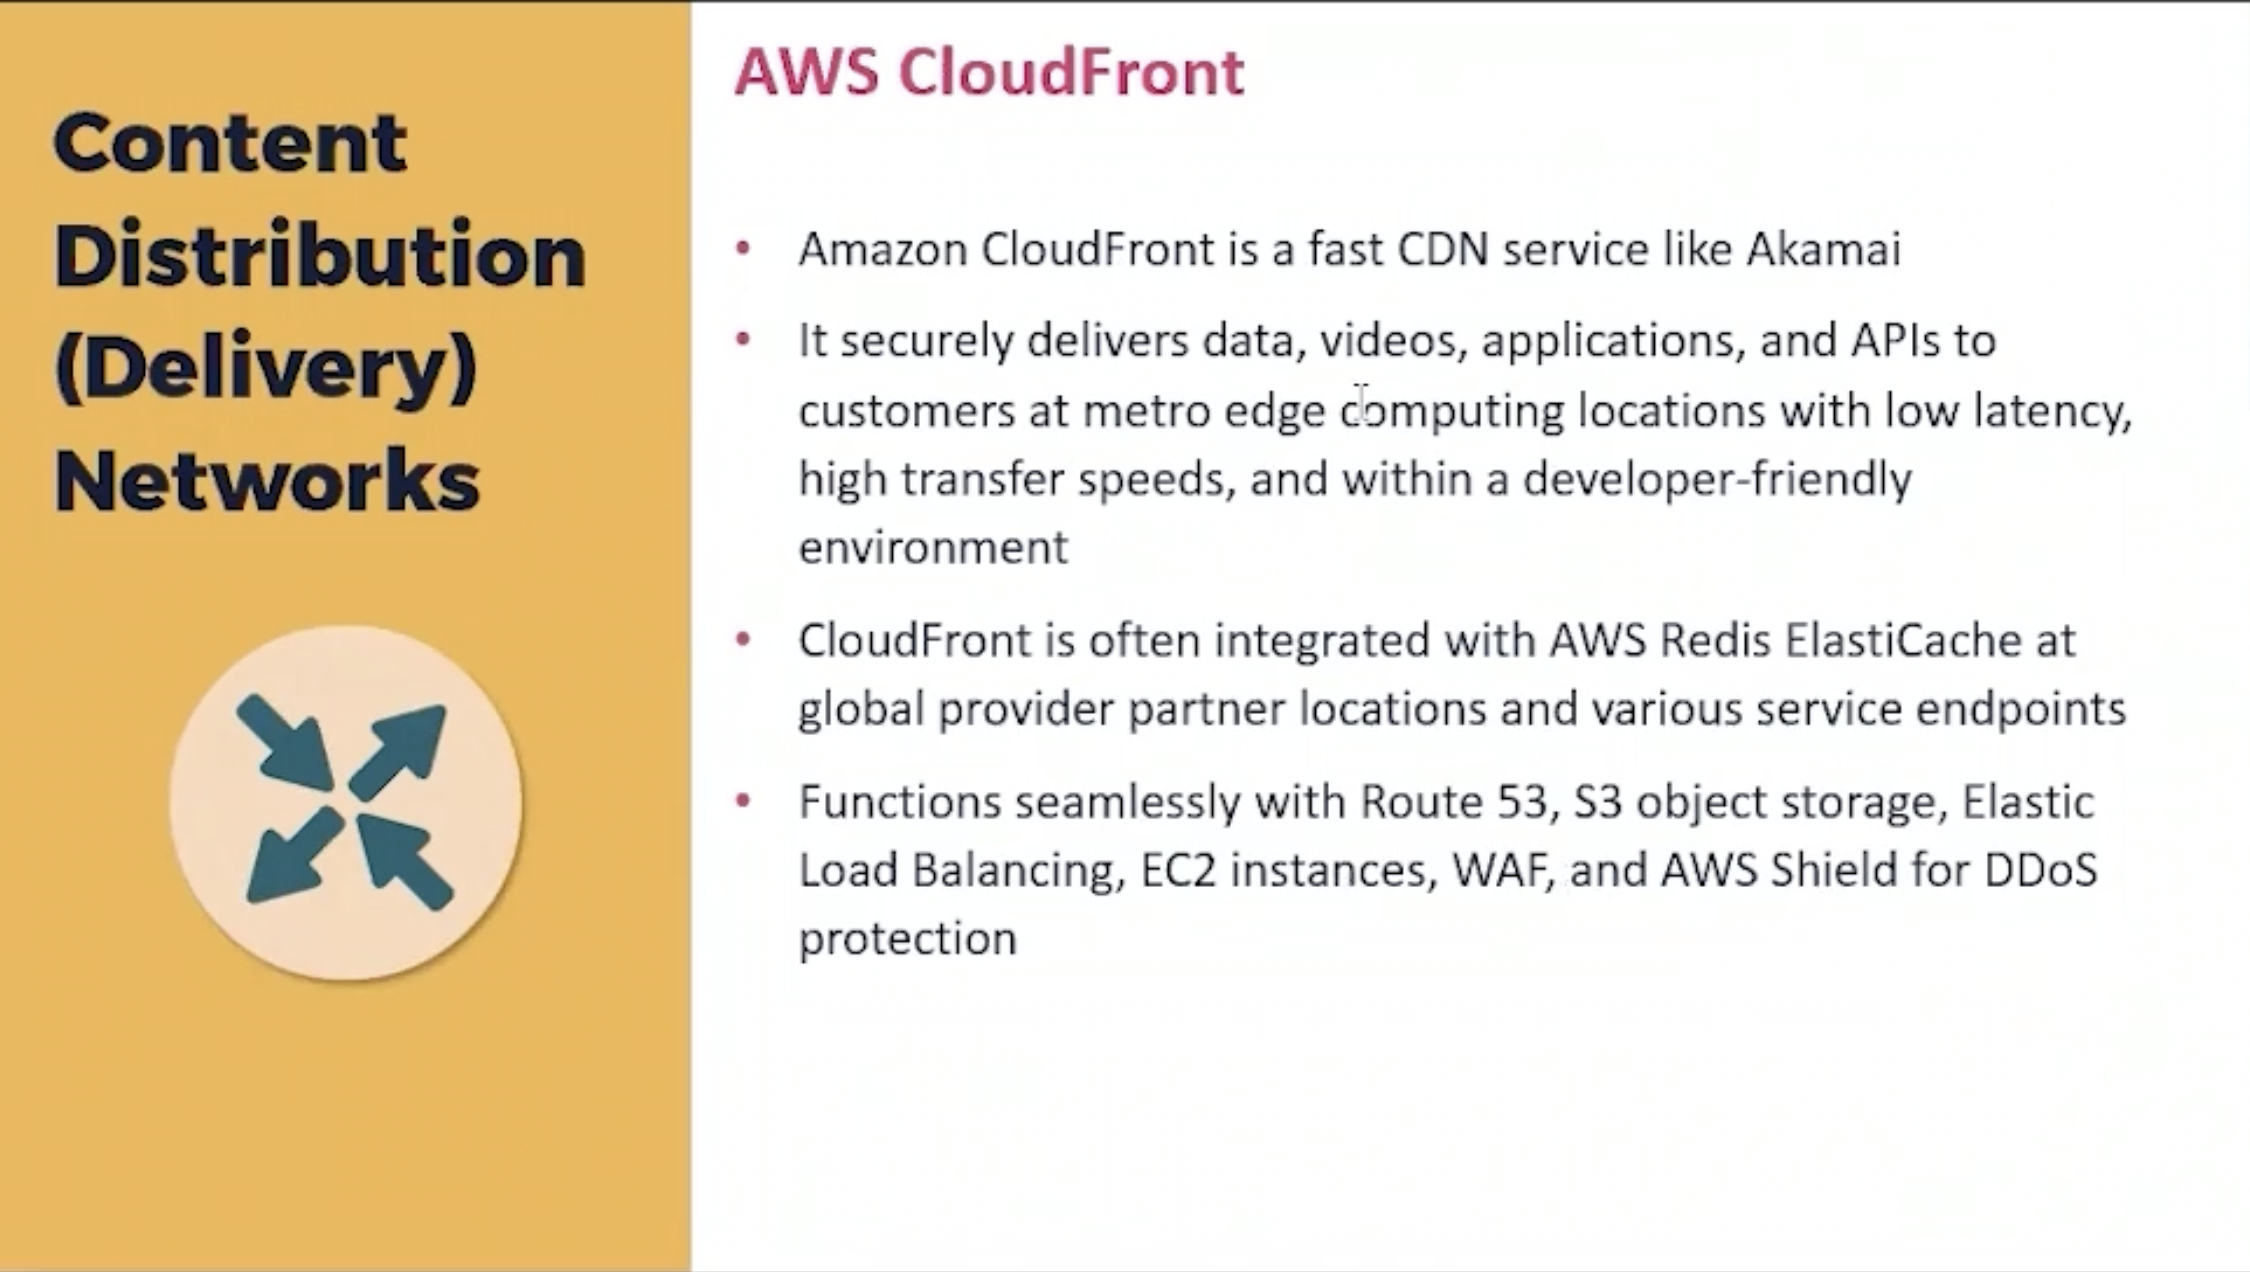 Content
Distribution
(Delivery)
Networks
AWS CloudFront
• Amazon CloudFront is a fast CDN service like Akamai
• It securely delivers data, videos, applications, and APIs to
customers at metro edge computing locations with low latency,
high transfer speeds, and within a developer-friendly
environment
• CloudFront is often integrated with AWS Redis ElastiCache at
global provider partner locations and various service endpoints
• Functions seamlessly with Route 53, S3 object storage, Elastic
Load Balancing, EC2 instances, WAF, and AWS Shield for DDoS
protection